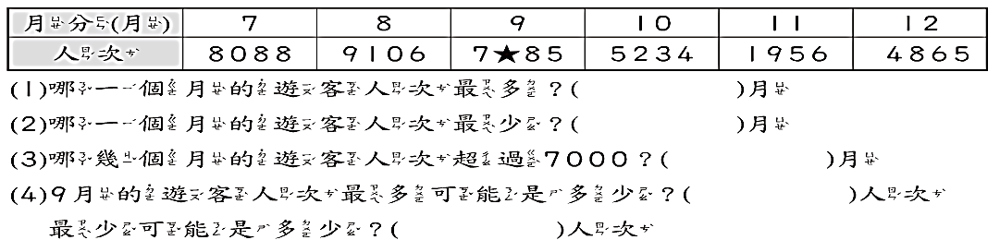 月分(月) 7 8 9 10 11 12
人次 8088 9106 7★85 5234 1956 4865
(1)哪一個月的遊客人次最多？( )月
(2)哪一個月的遊客人次最少？( )月
(3)哪幾個月的遊客人次超過7000？( )月
(4)9月的遊客人次最多可能是多少？( )人次
最少可能是多少？( )人次